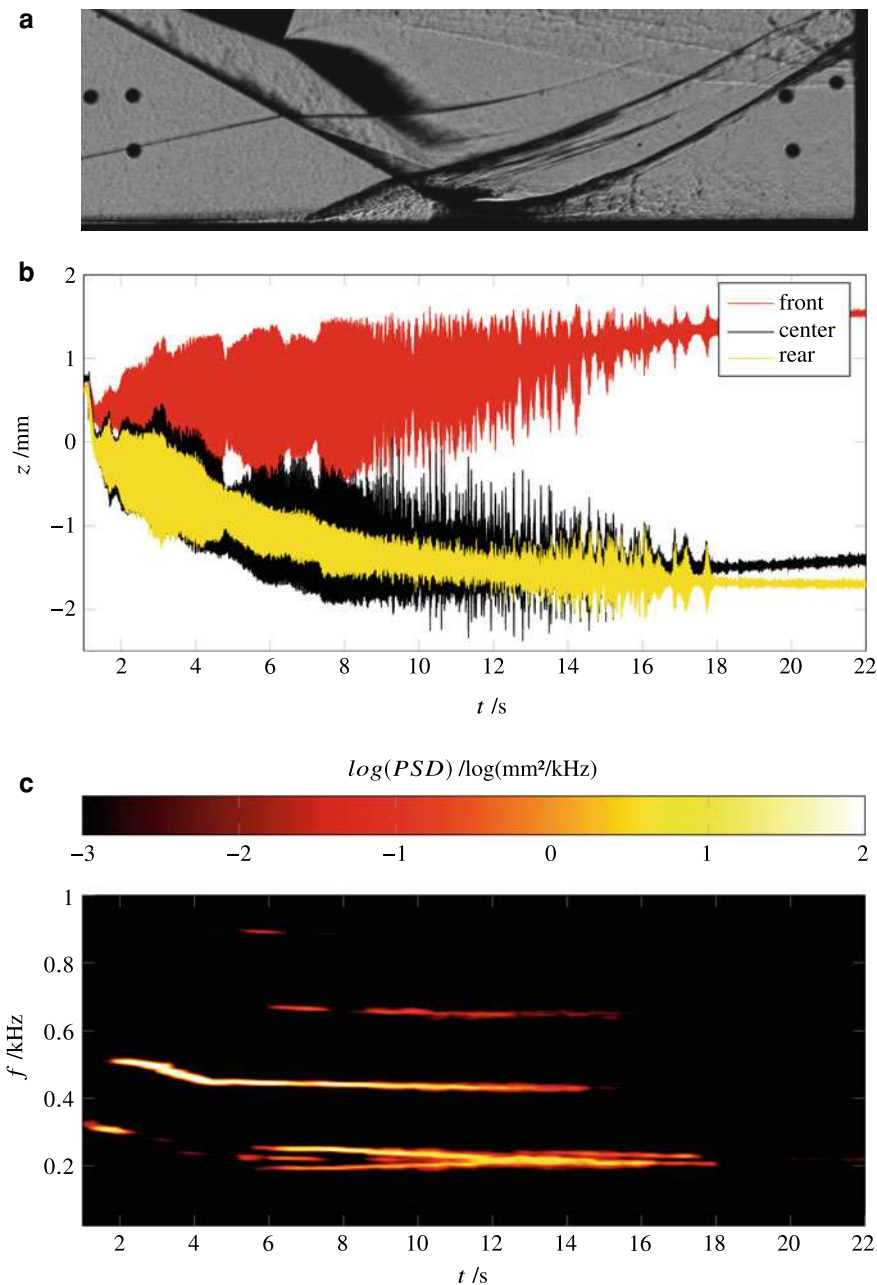 a
b
2
1
0
−1
−2
z /mm
front
center
rear
2 4 6 8 10 12 14 16 18 20 22
t /s
log(PSD) /log(mm²/kHz)
c
−3 −2 −1 0 1 2
1
0.8
0.6
0.4
0.2
f /kHz
2 4 6 8 10 12 14 16 18 20 22
t /s